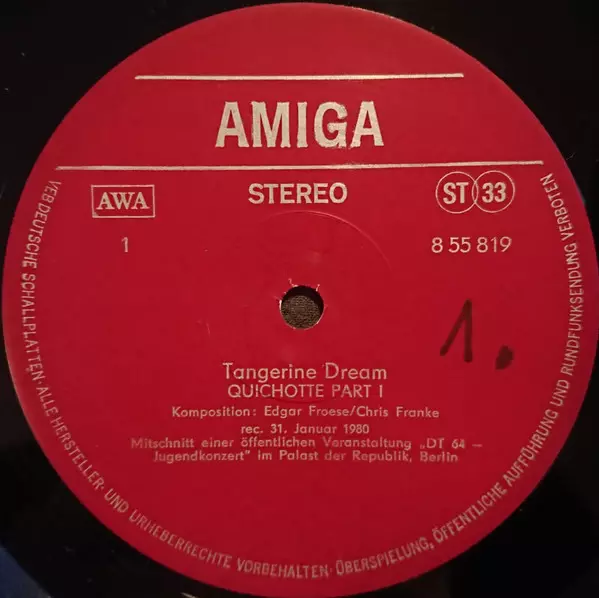 AMIGA
AWA
STEREO
ST 33
1
8 55 819
1.
Tangerine Dream
QUICHOTTE PART I
Komposition: Edgar Froese/Chris Franke
rec. 31. Januar 1980
Mitschnitt einer öffentlichen Veranstaltung „DT 64 –
Jugendkonzert" im Palast der Republik, Berlin
VEB DEUTSCHE SCHALLPLATTEN · ALLE HERSTELLER- UND URHEBERRECHTE VORBEHALTEN · ÜBERSPIELUNG, ÖFFENTLICHE AUFFÜHRUNG UND RUNDFUNKSENDUNG VERBOTEN